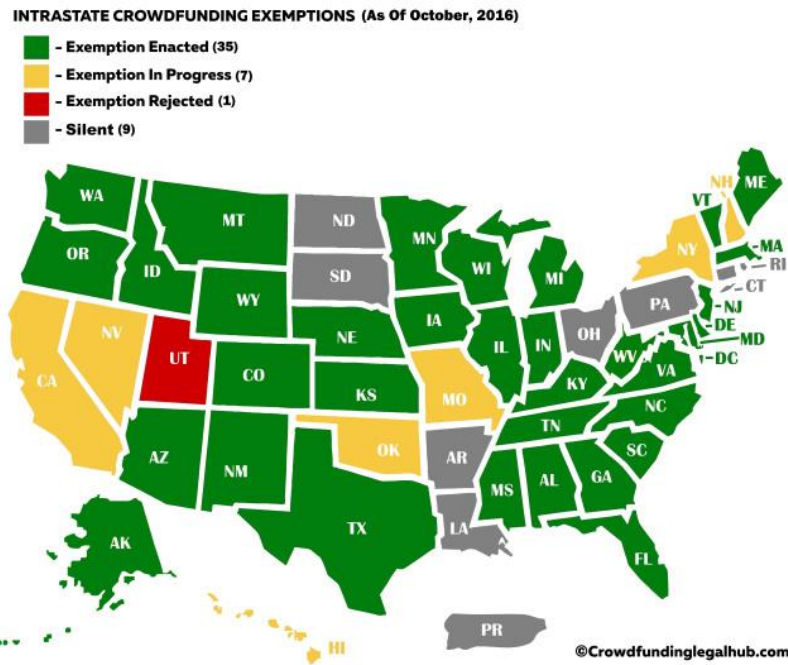 INTRASTATE CROWDFUNDING EXEMPTIONS (As Of October, 2016)
- Exemption Enacted (35)
- Exemption In Progress (7)
- Exemption Rejected (1)
- Silent (9)
WA
MT
ND
MN
VT
NH
ME
OR
ID
SD
WI
MI
NY
MA
RI
CT
WY
IA
PA
NJ
NV
NE
IL
IN
OH
DE
MD
CA
UT
CO
KS
MO
KY
WV
VA
DC
AZ
NM
OK
AR
TN
NC
SC
TX
LA
MS
AL
GA
AK
FL
HI
PR
©Crowdfundinglegalhub.com